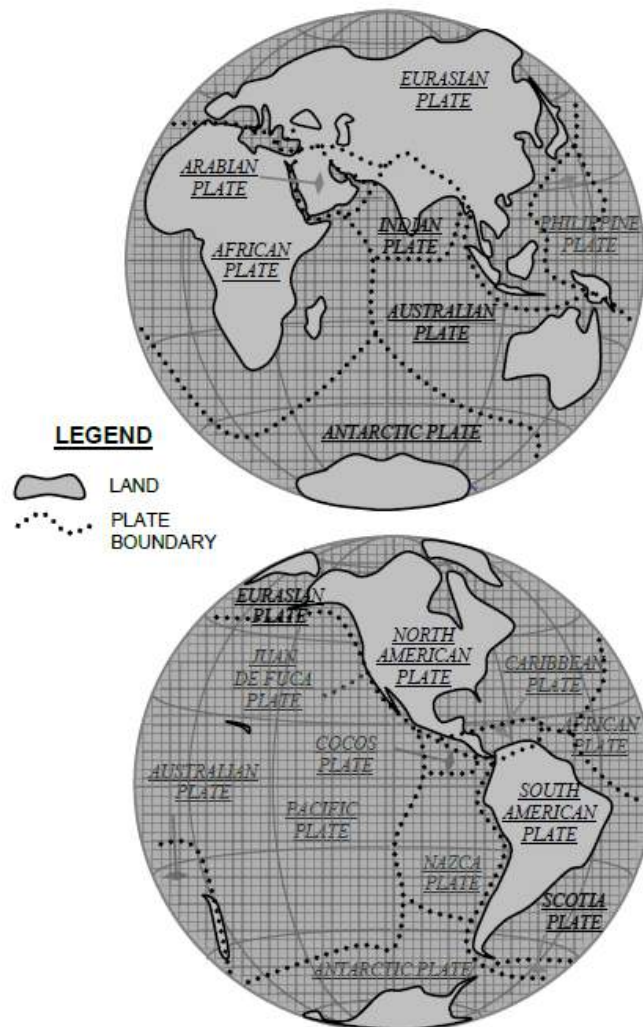 EURASIAN
PLATE
ARABIAN
PLATE
PHILIPPINE
PLATE
INDIAN
PLATE
AFRICAN
PLATE
AUSTRALIAN
PLATE
ANTARCTIC PLATE
LEGEND
LAND
PLATE
BOUNDARY
EURASIAN
PLATE
NORTH
AMERICAN
PLATE
JUAN
DE FUCA
PLATE
CARIBBEAN
PLATE
AFRICAN
PLATE
COCOS
PLATE
AUSTRALIAN
PLATE
PACIFIC
PLATE
SOUTH
AMERICAN
PLATE
NAZCA
PLATE
SCOTIA
PLATE
ANTARCTIC PLATE